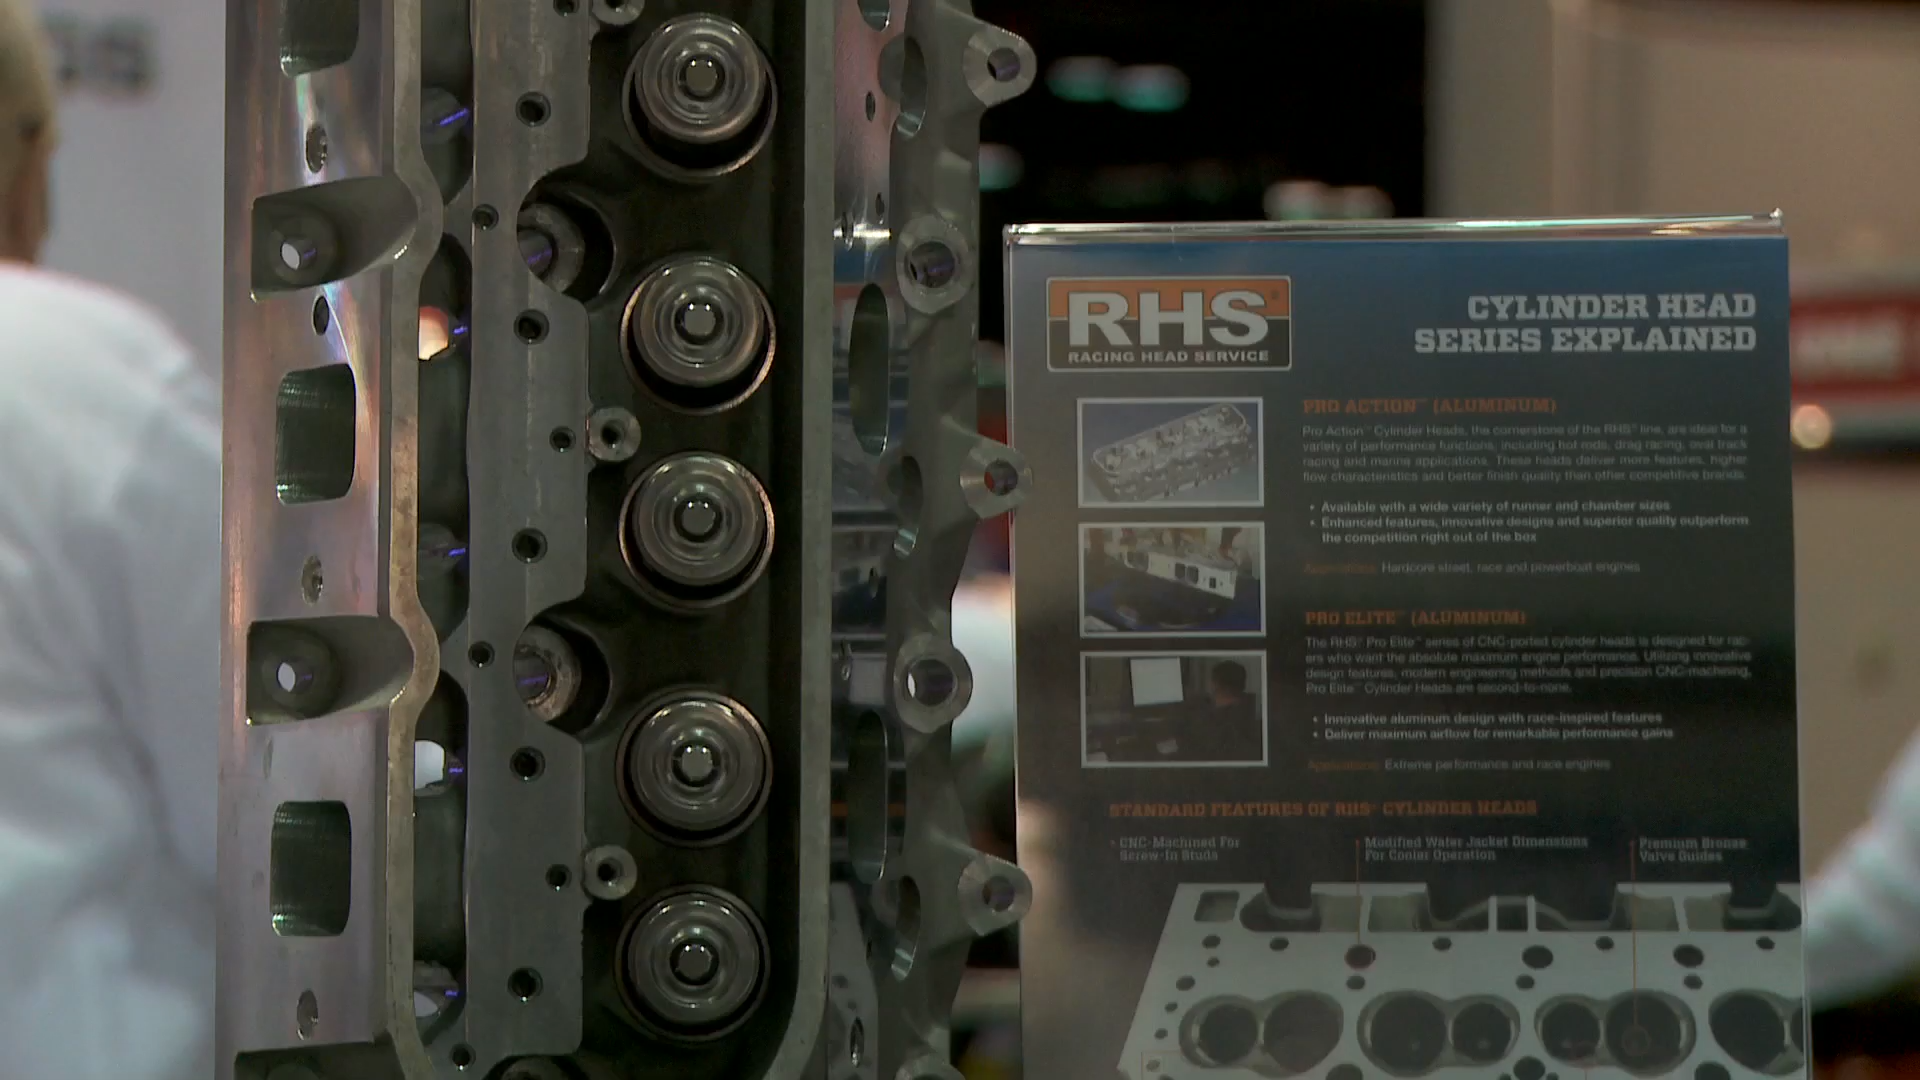 RHS®
RACING HEAD SERVICE
CYLINDER HEAD
SERIES EXPLAINED
PRO ACTION™ (ALUMINUM)
Pro Action™ Cylinder Heads, the cornerstone of the RHS™ line, are ideal for a
variety of performance functions, including hot rods, drag racing, oval track
racing and marine applications. These heads deliver more features, higher
flow characteristics and better finish quality than other competitive brands.
• Available with a wide variety of runner and chamber sizes
• Enhanced features, innovative designs and superior quality outperform
the competition right out of the box
Applications: Hardcore street, race and powerboat engines
PRO ELITE™ (ALUMINUM)
The RHS® Pro Elite™ series of CNC-ported cylinder heads is designed for rac-
ers who want the absolute maximum engine performance. Utilizing innovative
design features, modern engineering methods and precision CNC-machining,
Pro Elite™ Cylinder Heads are second-to-none.
• Innovative aluminum design with race-inspired features
• Deliver maximum airflow for remarkable performance gains
Applications: Extreme performance and race engines
STANDARD FEATURES OF RHS® CYLINDER HEADS
CNC-Machined For
Screw-In Studs
Modified Water Jacket Dimensions
For Cooler Operation
Premium Bronze
Valve Guides